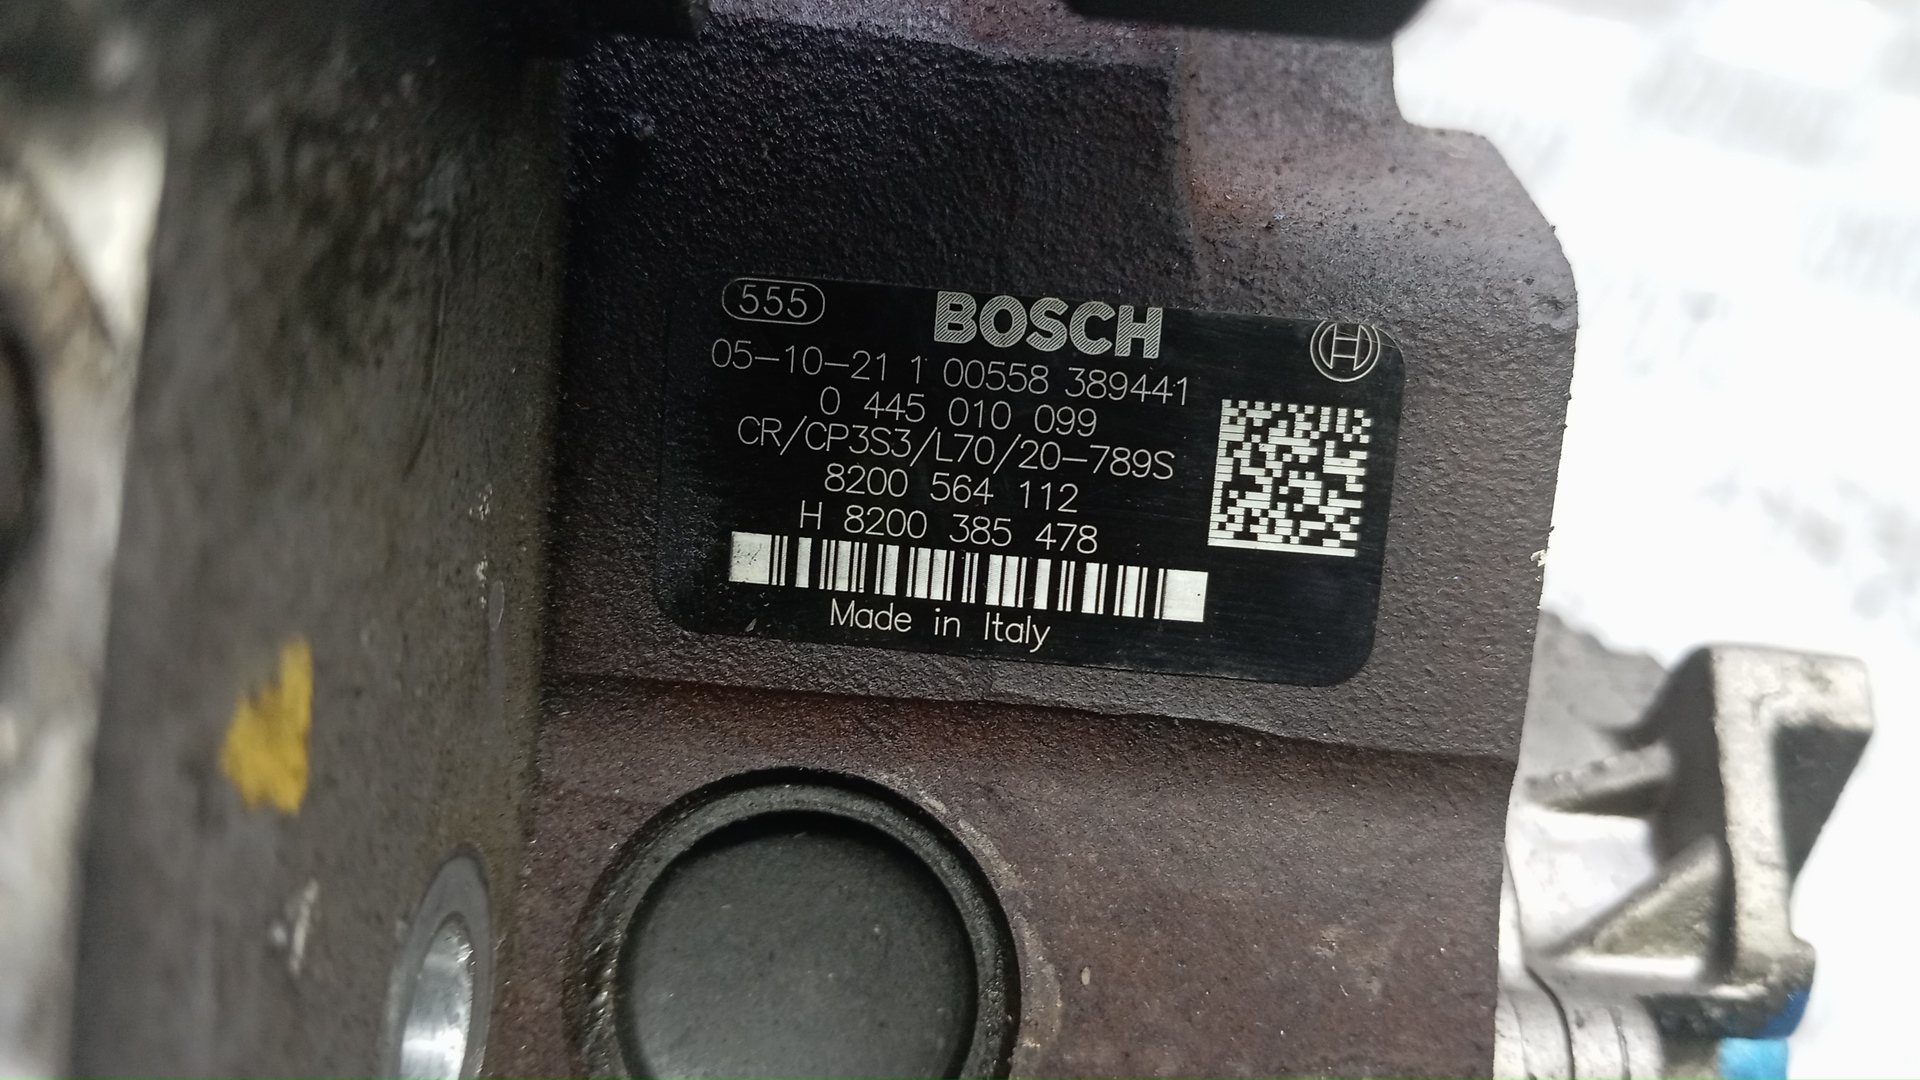 555
BOSCH
05-10-21 1 00558 389441
0 445 010 099
CR/CP3S3/L70/20-789S
8200 564 112
H 8200 385 478
Made in Italy